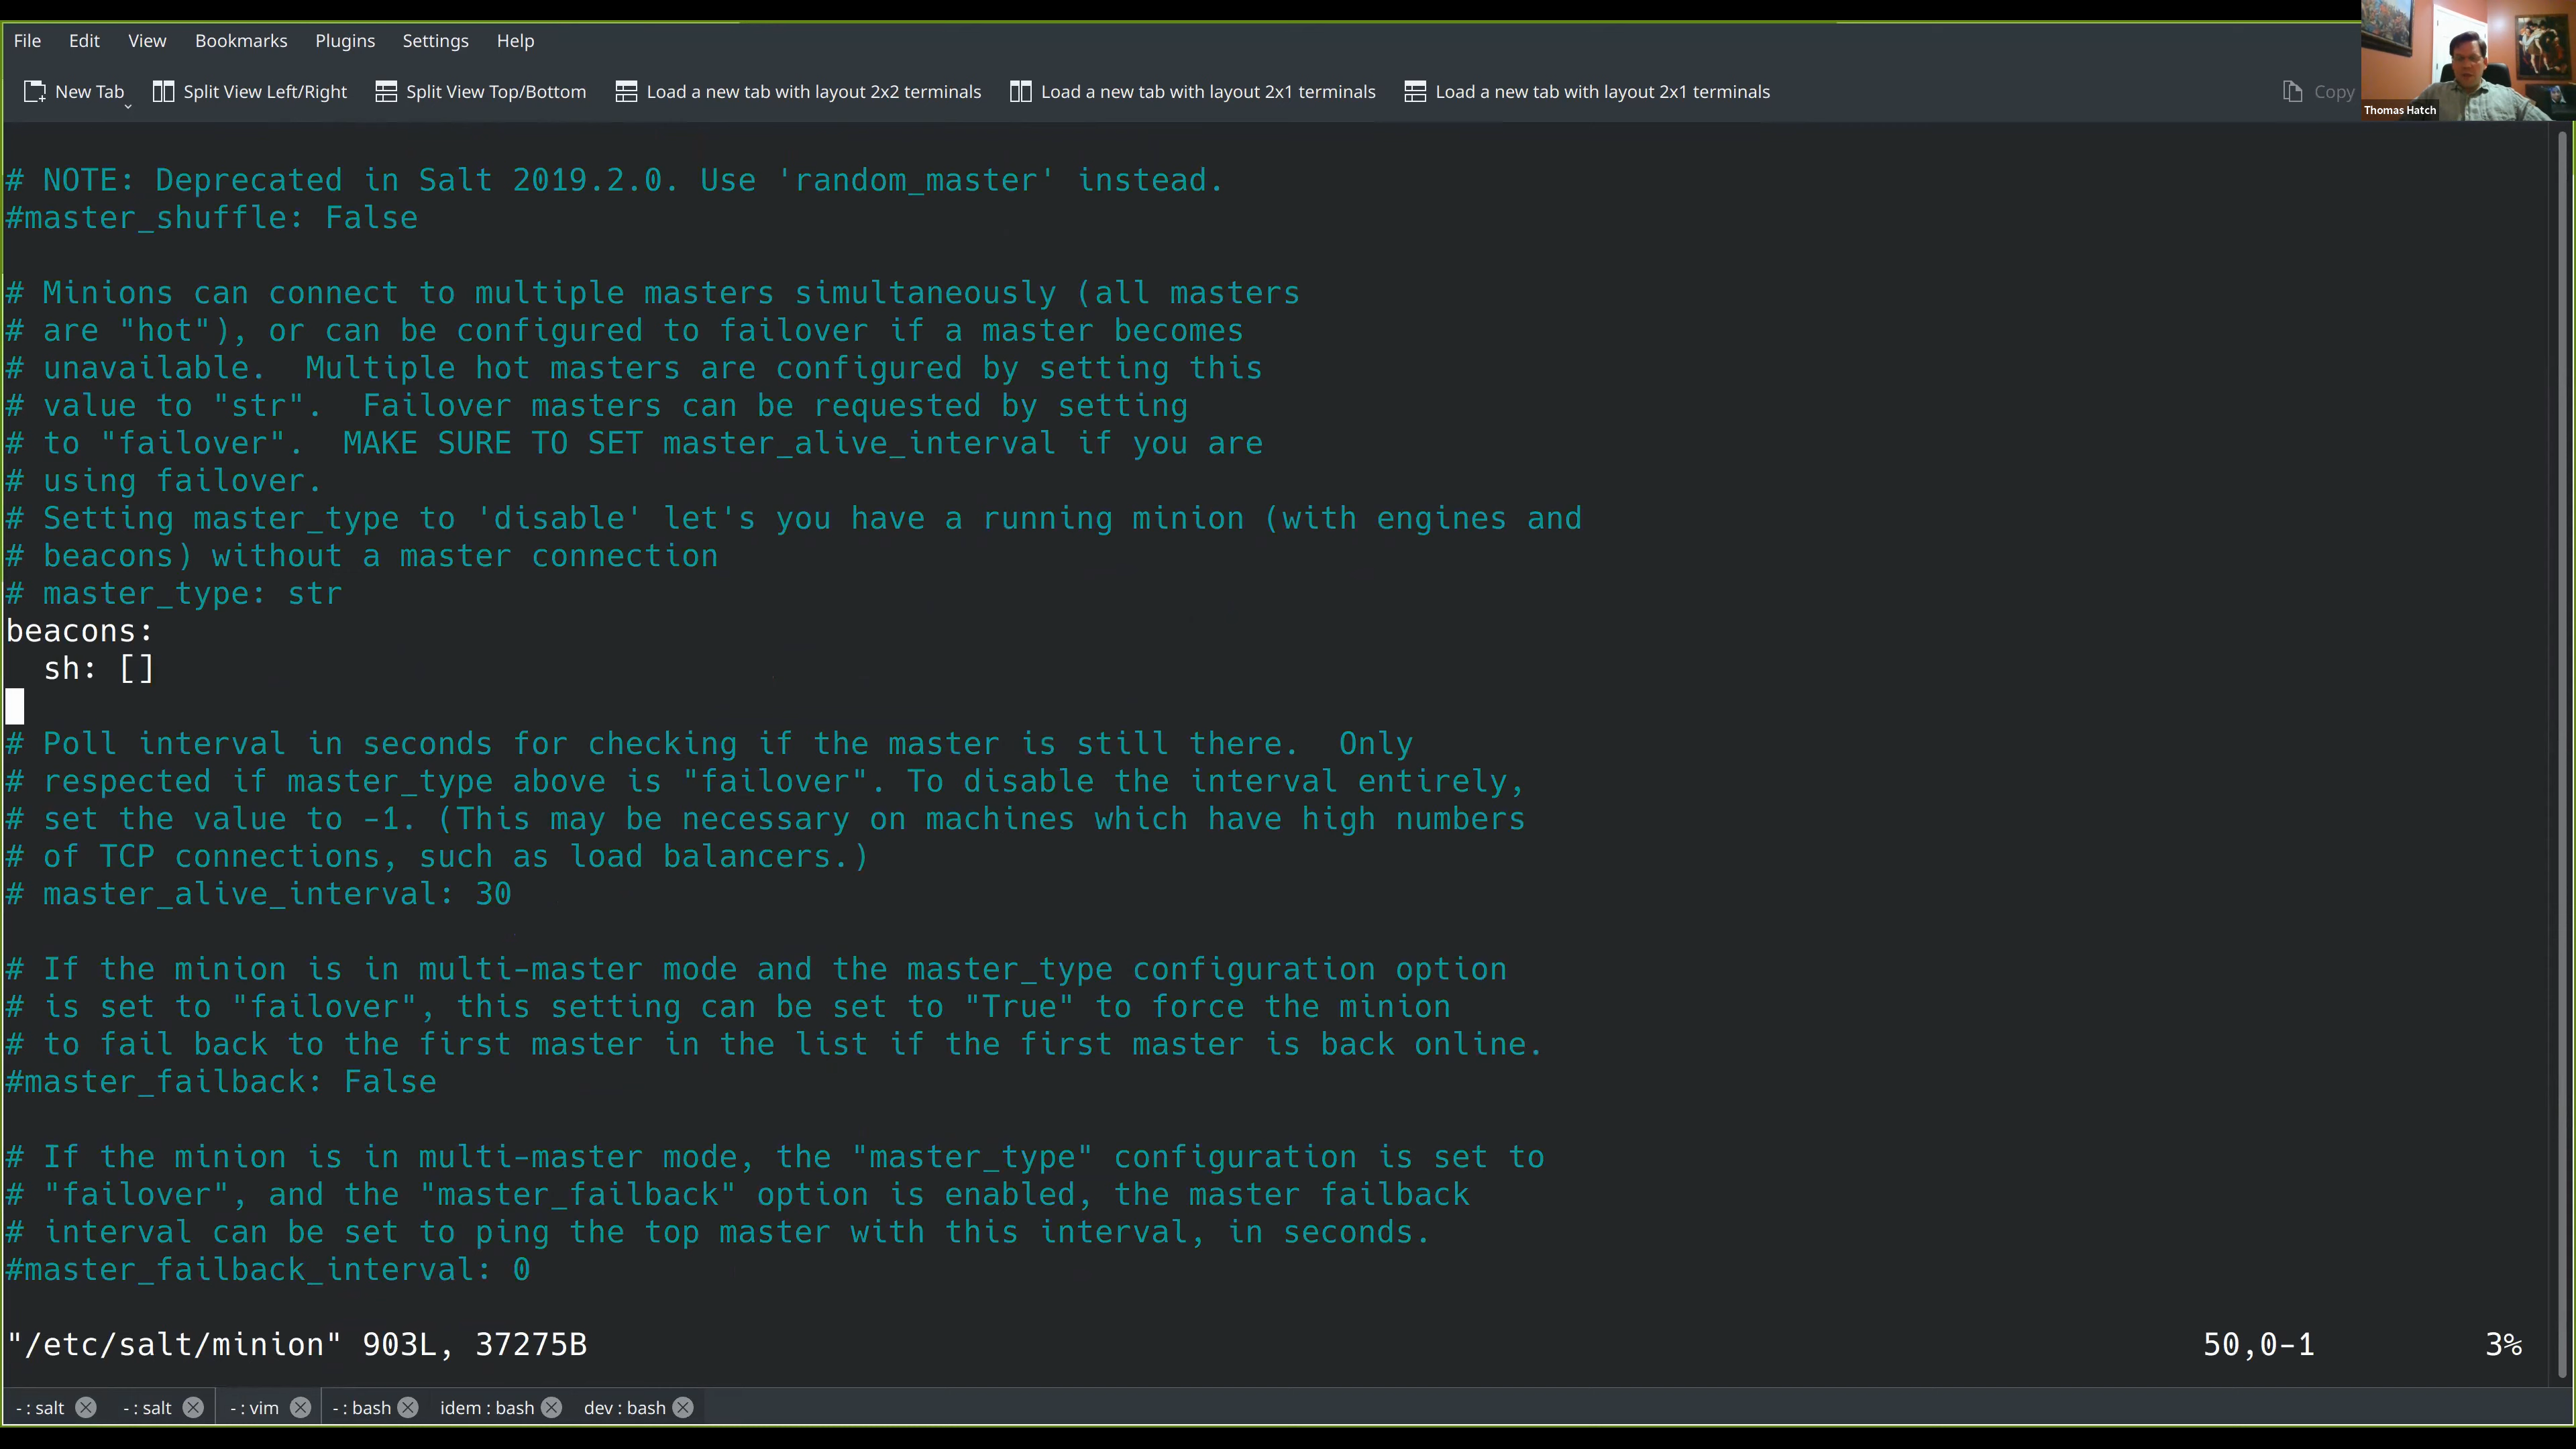 File Edit View Bookmarks Plugins Settings Help
New Tab Split View Left/Right Split View Top/Bottom Load a new tab with layout 2x2 terminals Load a new tab with layout 2x1 terminals Load a new tab with layout 2x1 terminals Copy
Thomas Hatch
# NOTE: Deprecated in Salt 2019.2.0. Use 'random_master' instead.
#master_shuffle: False
# Minions can connect to multiple masters simultaneously (all masters
# are "hot"), or can be configured to failover if a master becomes
# unavailable.  Multiple hot masters are configured by setting this
# value to "str".  Failover masters can be requested by setting
# to "failover".  MAKE SURE TO SET master_alive_interval if you are
# using failover.
# Setting master_type to 'disable' let's you have a running minion (with engines and
# beacons) without a master connection
# master_type: str
beacons:
  sh: []
# Poll interval in seconds for checking if the master is still there.  Only
# respected if master_type above is "failover". To disable the interval entirely,
# set the value to -1. (This may be necessary on machines which have high numbers
# of TCP connections, such as load balancers.)
# master_alive_interval: 30
# If the minion is in multi-master mode and the master_type configuration option
# is set to "failover", this setting can be set to "True" to force the minion
# to fail back to the first master in the list if the first master is back online.
#master_failback: False
# If the minion is in multi-master mode, the "master_type" configuration is set to
# "failover", and the "master_failback" option is enabled, the master failback
# interval can be set to ping the top master with this interval, in seconds.
#master_failback_interval: 0
"/etc/salt/minion" 903L, 37275B 50,0-1 3%
- : salt - : salt - : vim - : bash idem : bash dev : bash